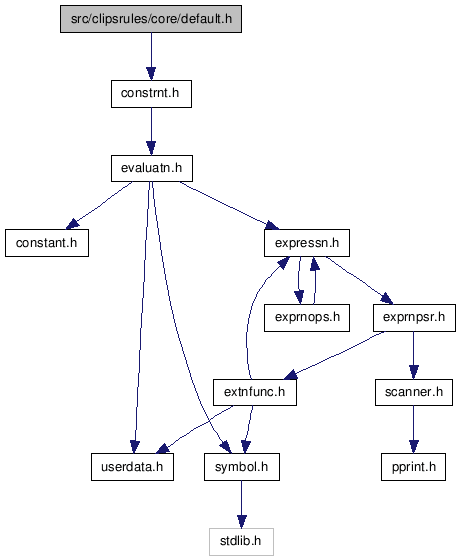 src/clipsrules/core/default.h
constrnt.h
evaluatn.h
constant.h
expressn.h
exprnops.h
exprnpsr.h
extnfunc.h
scanner.h
userdata.h
symbol.h
pprint.h
stdlib.h